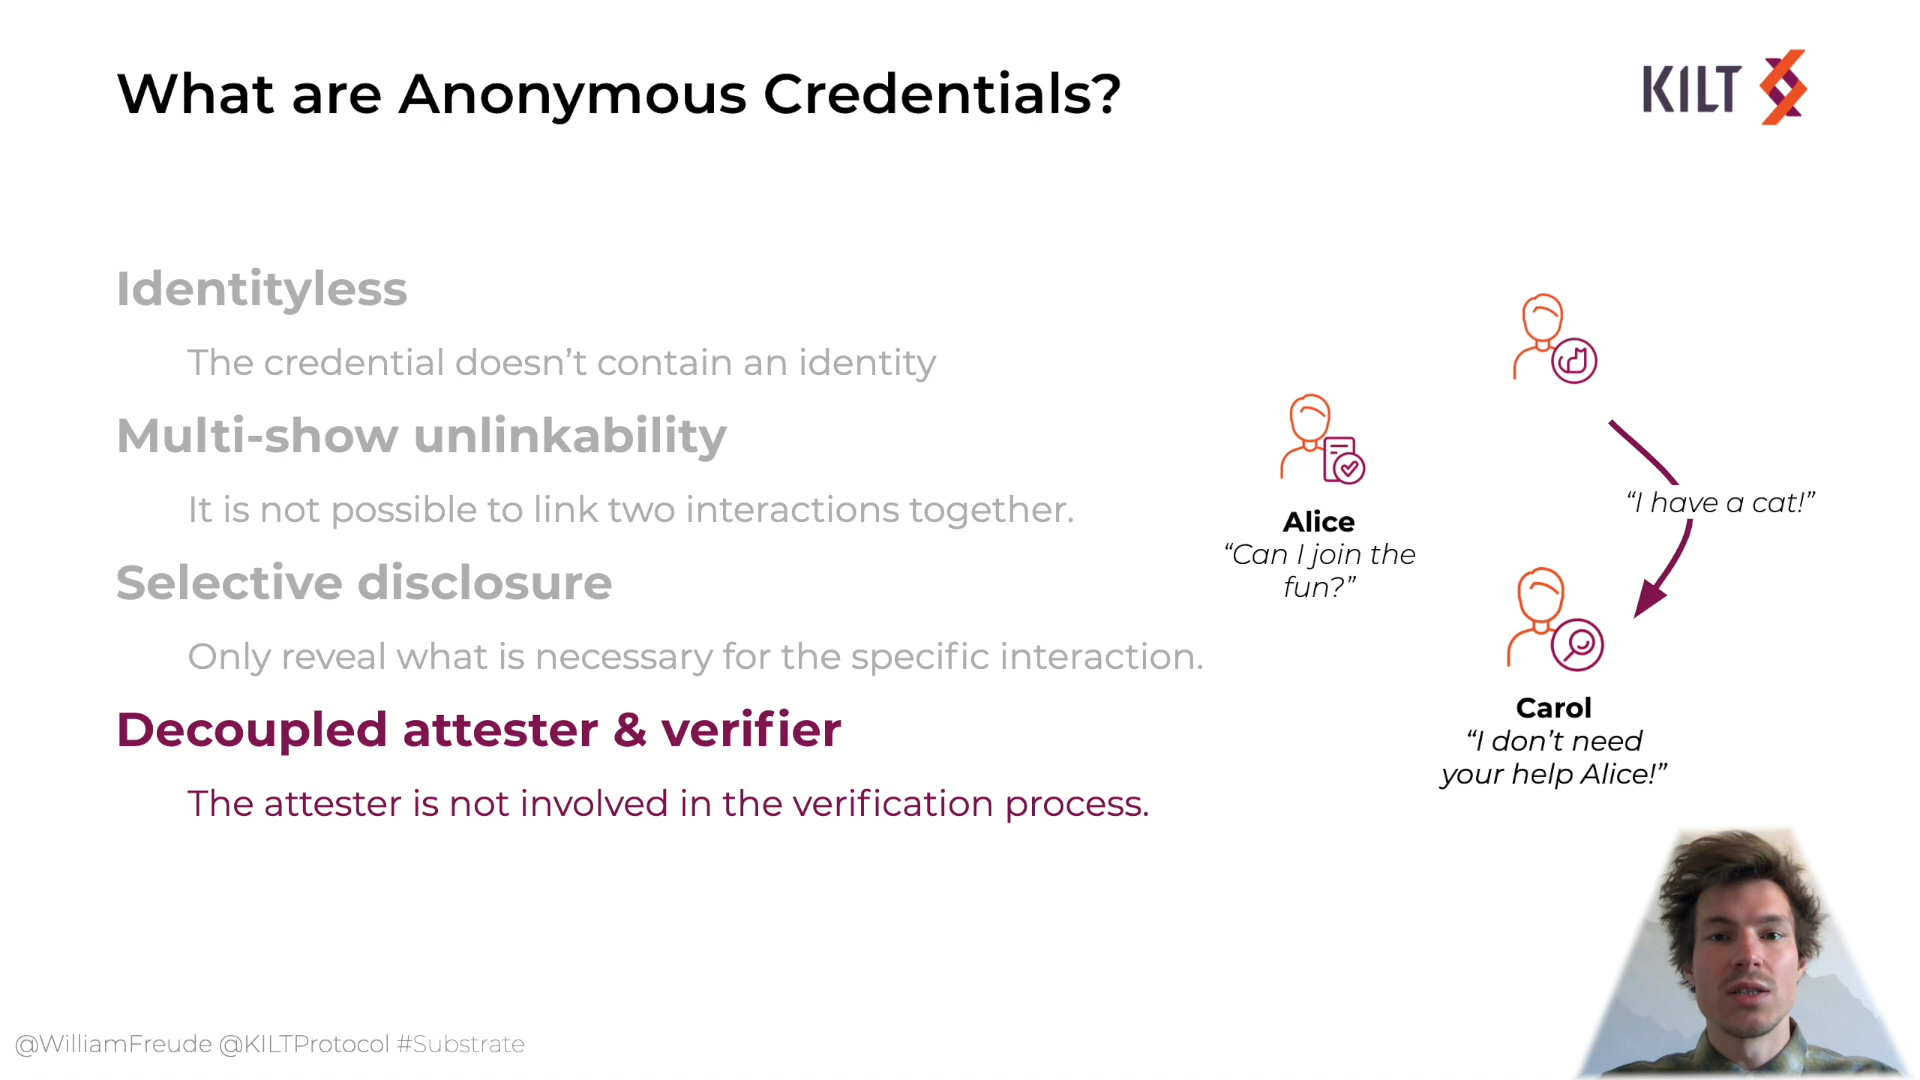 What are Anonymous Credentials?
KILT
Identityless
The credential doesn’t contain an identity
Multi-show unlinkability
It is not possible to link two interactions together.
Selective disclosure
Only reveal what is necessary for the specific interaction.
Decoupled attester & verifier
The attester is not involved in the verification process.
Alice
“Can I join the
fun?”
“I have a cat!”
Carol
“I don’t need
your help Alice!”
@WilliamFreude @KILTProtocol #Substrate